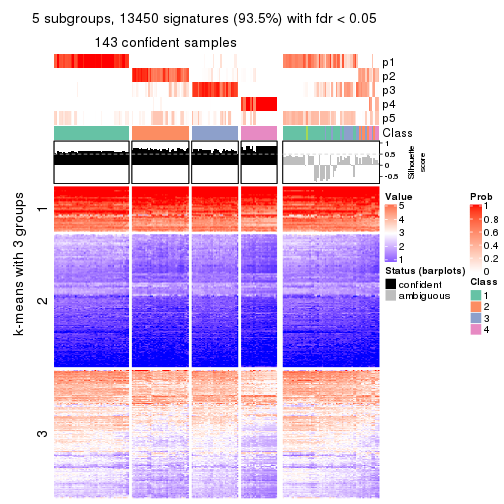 5 subgroups, 13450 signatures (93.5%) with fdr < 0.05
143 confident samples
p1
p2
p3
p4
p5
Class
1
0.5
0
-0.5
Silhouette
score
k-means with 3 groups
1
2
3
Value
5
4
3
2
1
Status (barplots)
confident
ambiguous
Prob
1
0.8
0.6
0.4
0.2
0
Class
1
2
3
4